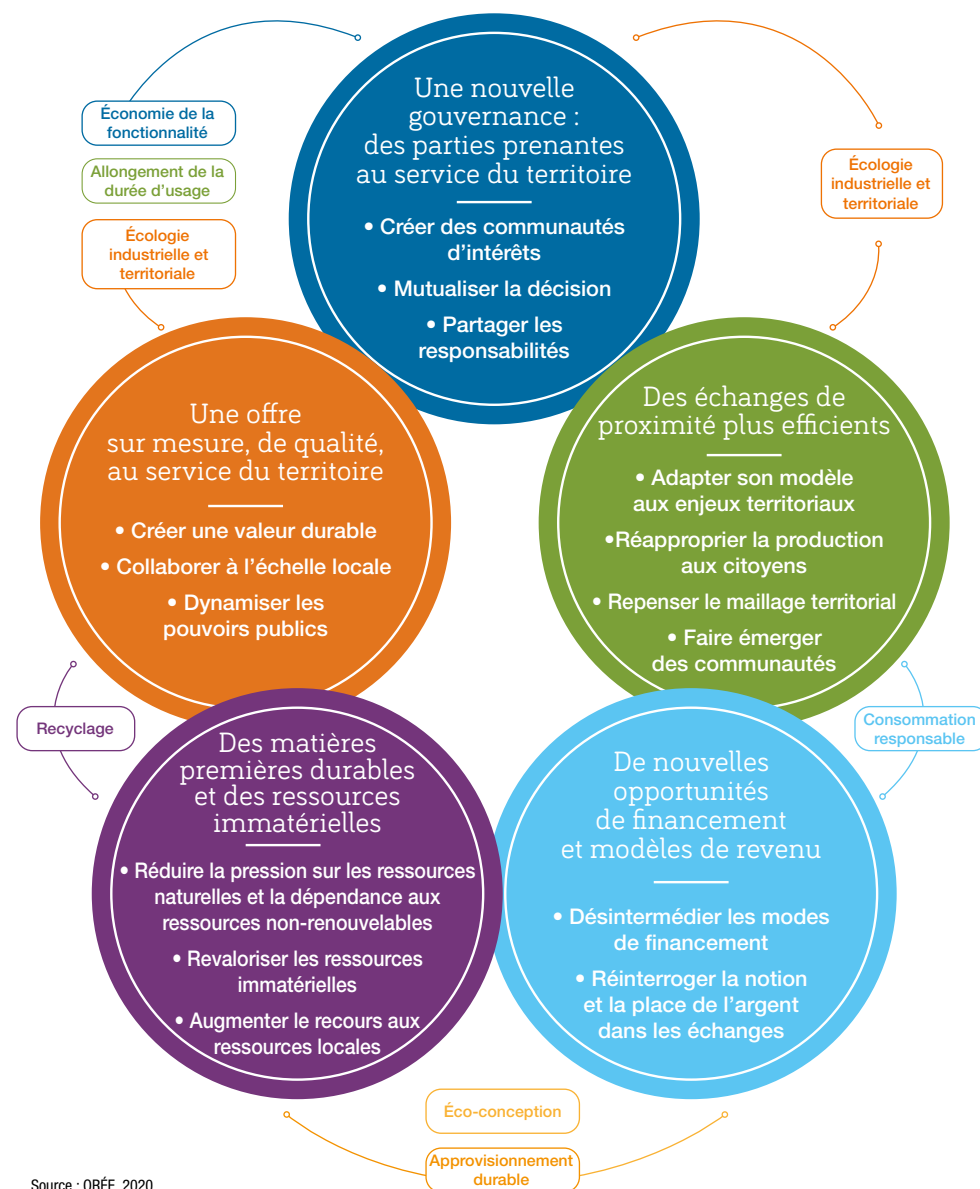 Économie de la
fonctionnalité
Allongement de la
durée d'usage
Écologie
industrielle et
territoriale
Une nouvelle
gouvernance :
des parties prenantes
au service du territoire
• Créer des communautés
d'intérêts
• Mutualiser la décision
• Partager les
responsabilités
Écologie
industrielle et
territoriale
Une offre
sur mesure, de qualité,
au service du territoire
• Créer une valeur durable
• Collaborer à l'échelle locale
• Dynamiser les
pouvoirs publics
Des échanges de
proximité plus efficients
• Adapter son modèle
aux enjeux territoriaux
•Réapproprier la production
aux citoyens
• Repenser le maillage territorial
• Faire émerger
des communautés
Recyclage
Consommation
responsable
Des matières
premières durables
et des ressources
immatérielles
• Réduire la pression sur les ressources
naturelles et la dépendance aux
ressources non-renouvelables
• Revaloriser les ressources
immatérielles
• Augmenter le recours aux
ressources locales
De nouvelles
opportunités
de financement
et modèles de revenu
• Désintermédier les modes
de financement
• Réinterroger la notion
et la place de l'argent
dans les échanges
Éco-conception
Approvisionnement
durable
Source : ORÉE, 2020